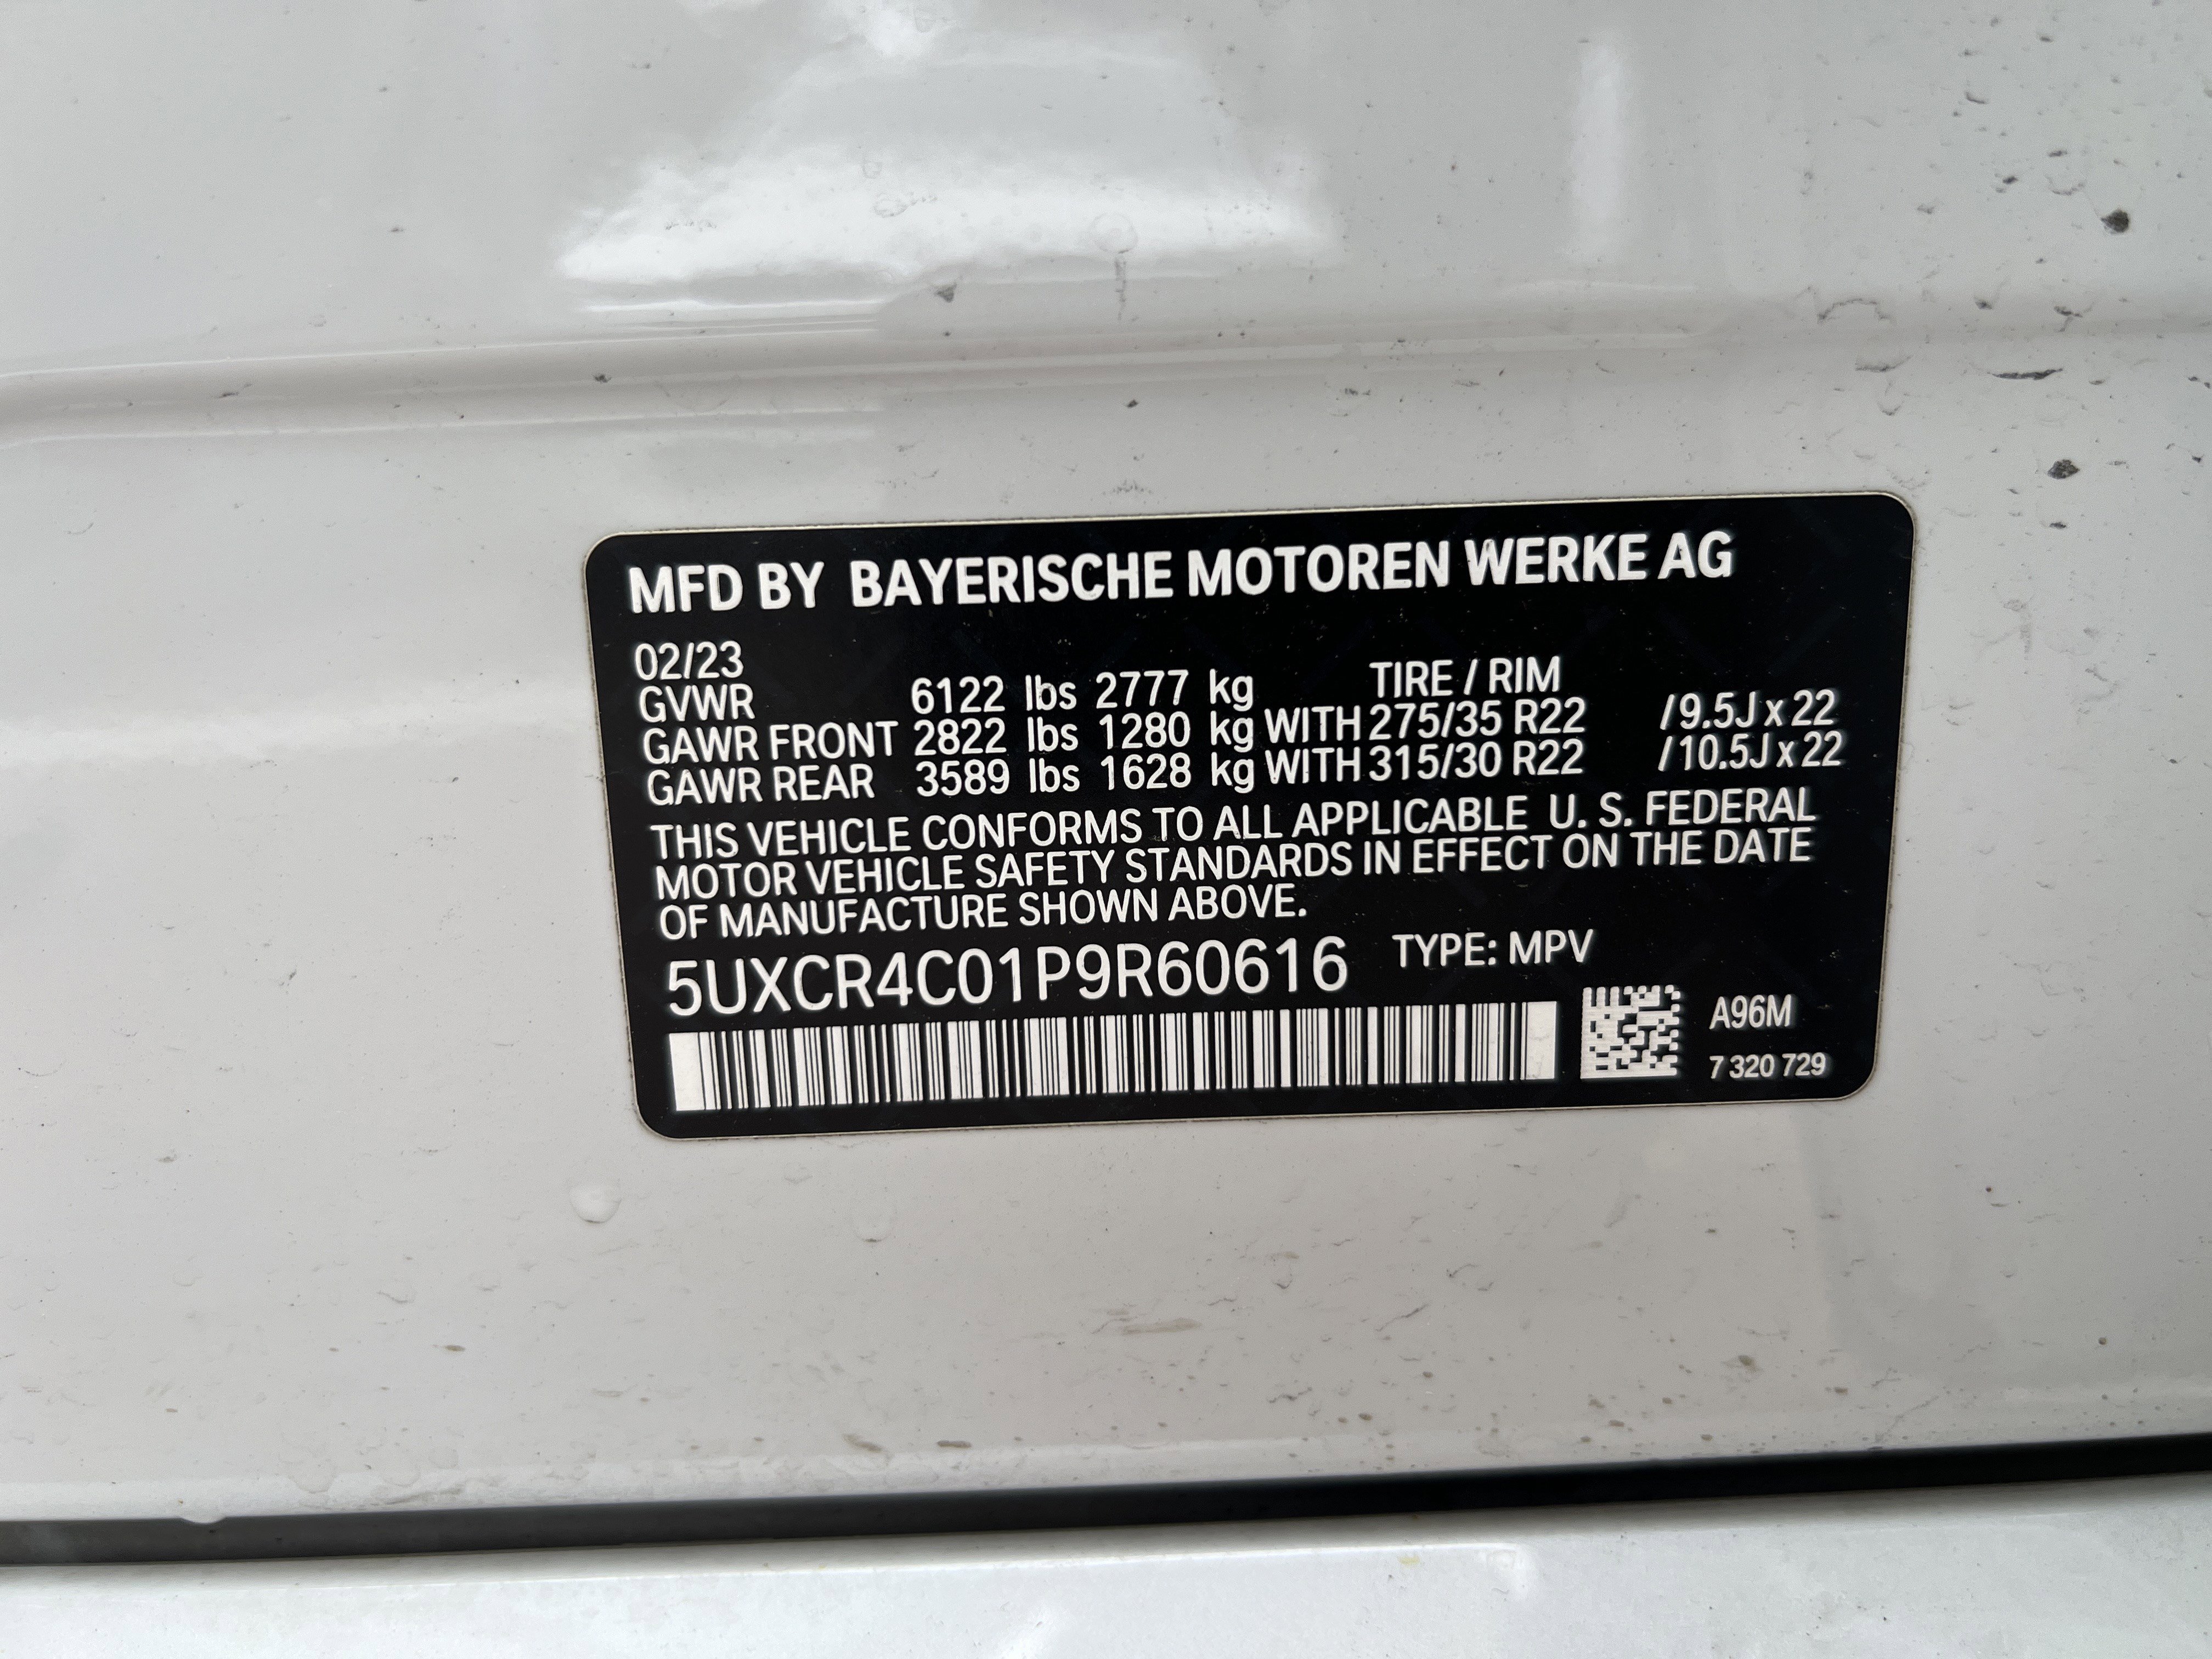 MFD BY BAYERISCHE MOTOREN WERKE AG
02/23 TIRE / RIM
GVWR 6122 lbs 2777 kg
GAWR FRONT 2822 lbs 1280 kg WITH 275/35 R22 /9.5J x 22
GAWR REAR 3589 lbs 1628 kg WITH 315/30 R22 /10.5J x 22
THIS VEHICLE CONFORMS TO ALL APPLICABLE U. S. FEDERAL
MOTOR VEHICLE SAFETY STANDARDS IN EFFECT ON THE DATE
OF MANUFACTURE SHOWN ABOVE.
5UXCR4C01P9R60616 TYPE: MPV
A96M
7 320 729